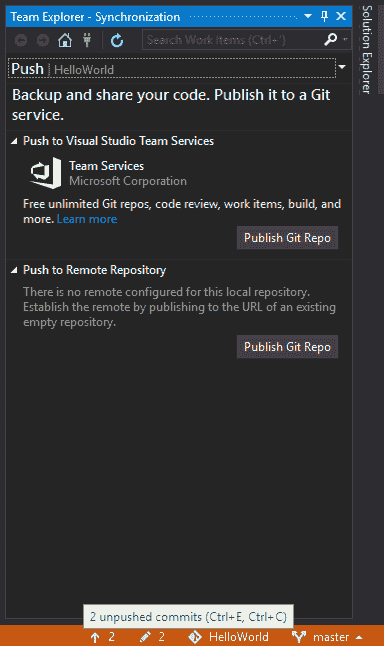 Team Explorer - Synchronization
Search Work Items (Ctrl+')
Push | HelloWorld
Backup and share your code. Publish it to a Git
service.
Push to Visual Studio Team Services
Team Services
Microsoft Corporation
Free unlimited Git repos, code review, work items, build, and
more. Learn more
Publish Git Repo
Push to Remote Repository
There is no remote configured for this local repository.
Establish the remote by publishing to the URL of an existing
empty repository.
Publish Git Repo
2 unpushed commits (Ctrl+E, Ctrl+C)
2 2 HelloWorld master
Solution Explorer